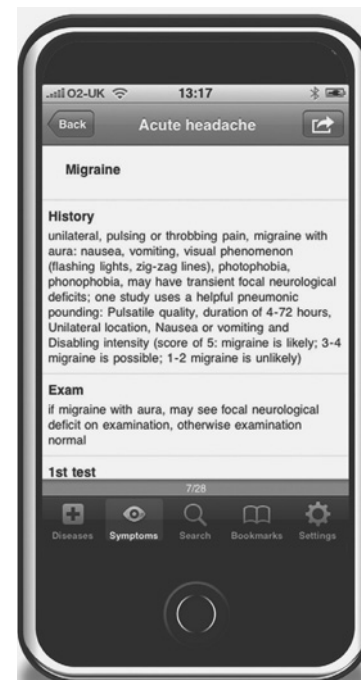 O2-UK 13:17
Back Acute headache
Migraine
History
unilateral, pulsing or throbbing pain, migraine with
aura: nausea, vomiting, visual phenomenon
(flashing lights, zig-zag lines), photophobia,
phonophobia, may have transient focal neurological
deficits; one study uses a helpful pneumonic
pounding: Pulsatile quality, duration of 4-72 hours,
Unilateral location, Nausea or vomiting and
Disabling intensity (score of 5: migraine is likely; 3-4
migraine is possible; 1-2 migraine is unlikely)
Exam
if migraine with aura, may see focal neurological
deficit on examination, otherwise examination
normal
1st test
7/28
Diseases Symptoms Search Bookmarks Settings